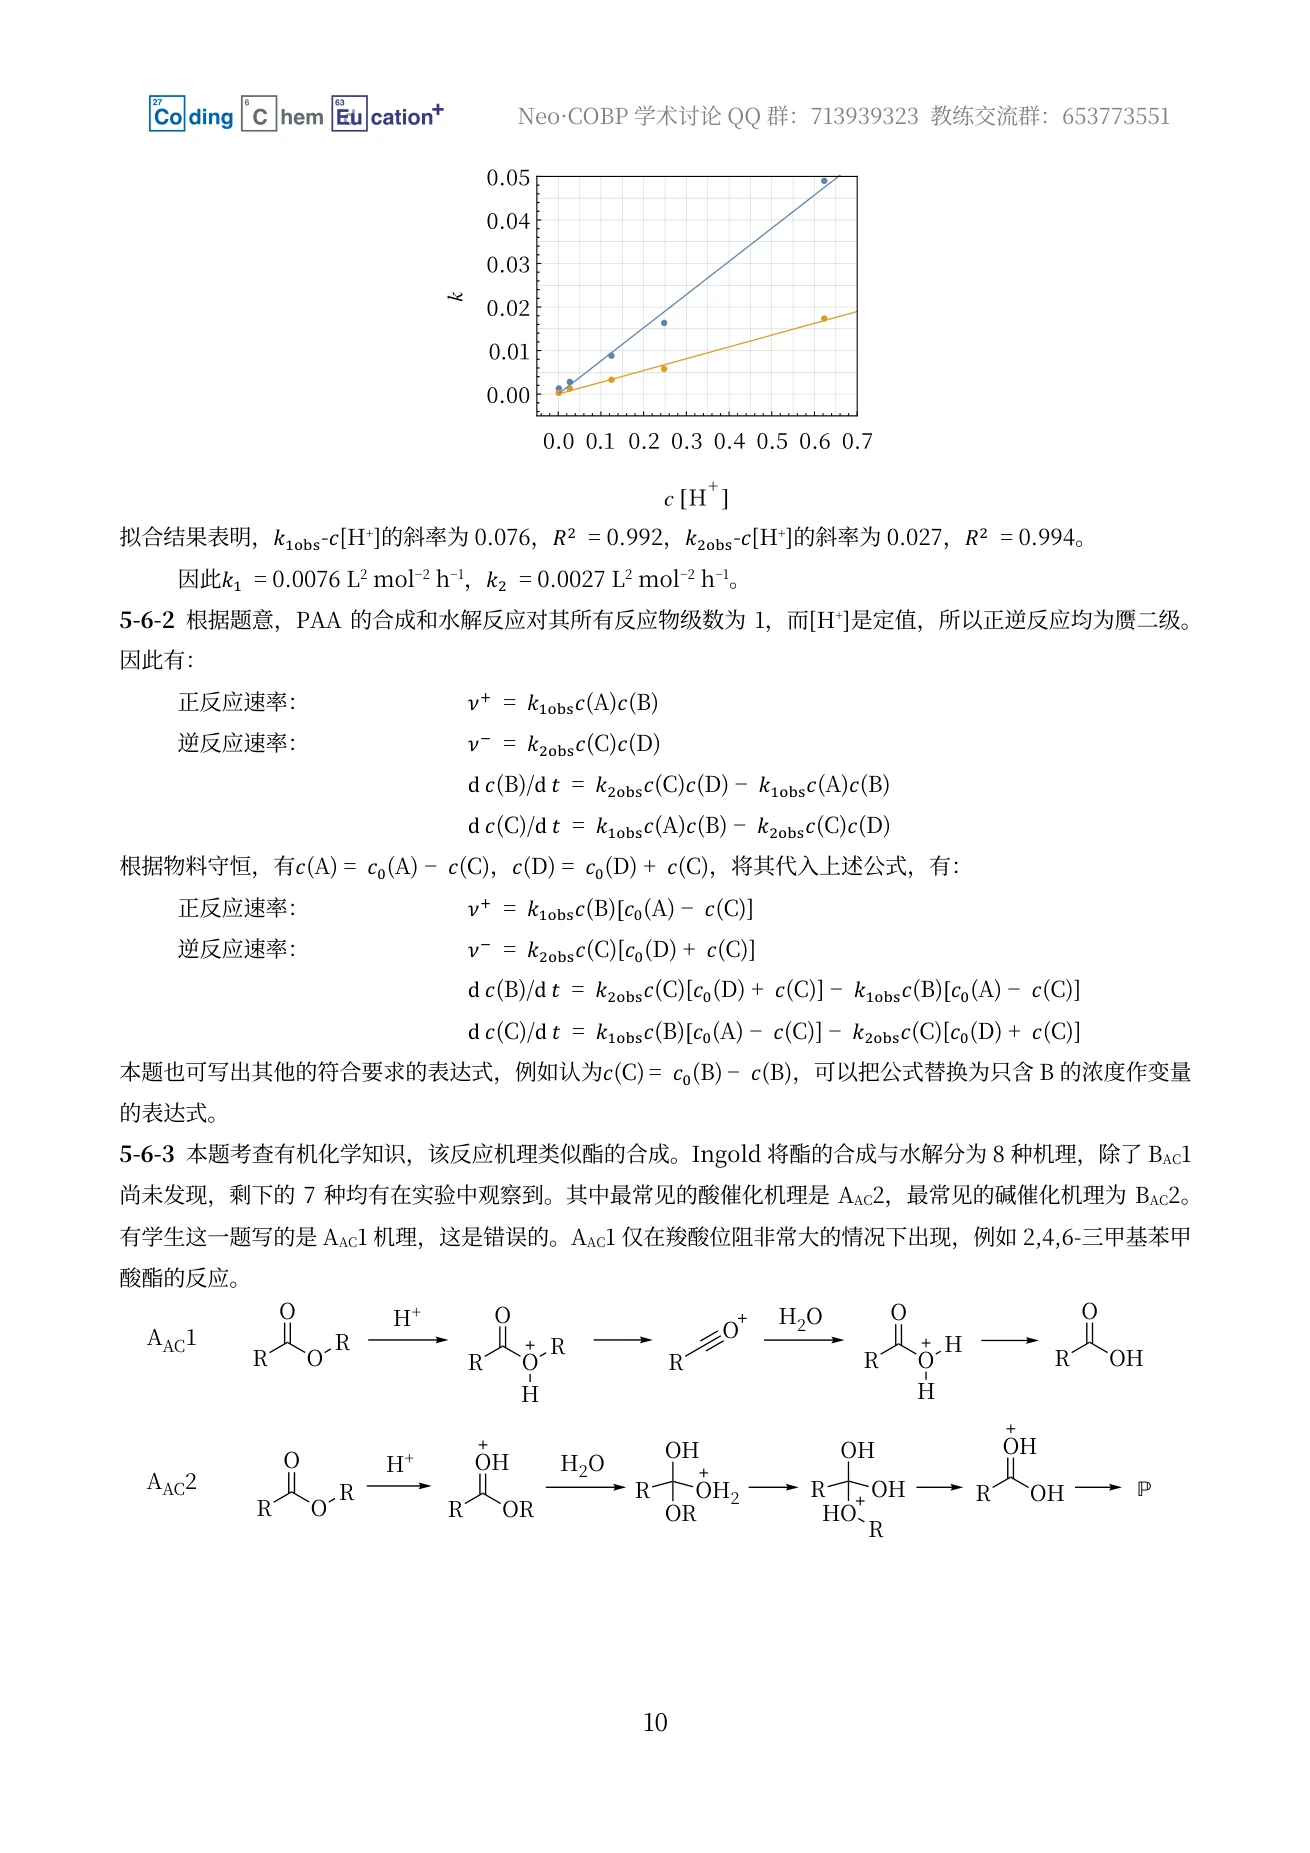 27 Co ding 6 C hem 63 Eu cation+ Neo·COBP 学术讨论 QQ 群：713939323 教练交流群：653773551
0.05
0.04
0.03
k
0.02
0.01
0.00
0.0 0.1 0.2 0.3 0.4 0.5 0.6 0.7
c [H⁺]
拟合结果表明，k₁obs-c[H⁺]的斜率为 0.076，R² = 0.992，k₂obs-c[H⁺]的斜率为 0.027，R² = 0.994。
因此k₁ = 0.0076 L² mol⁻² h⁻¹，k₂ = 0.0027 L² mol⁻² h⁻¹。
5-6-2 根据题意，PAA 的合成和水解反应对其所有反应物级数为 1，而[H⁺]是定值，所以正逆反应均为赝二级。
因此有：
正反应速率： v⁺ = k₁obsc(A)c(B)
逆反应速率： v⁻ = k₂obsc(C)c(D)
d c(B)/d t = k₂obsc(C)c(D) − k₁obsc(A)c(B)
d c(C)/d t = k₁obsc(A)c(B) − k₂obsc(C)c(D)
根据物料守恒，有c(A) = c₀(A) − c(C)，c(D) = c₀(D) + c(C)，将其代入上述公式，有：
正反应速率： v⁺ = k₁obsc(B)[c₀(A) − c(C)]
逆反应速率： v⁻ = k₂obsc(C)[c₀(D) + c(C)]
d c(B)/d t = k₂obsc(C)[c₀(D) + c(C)] − k₁obsc(B)[c₀(A) − c(C)]
d c(C)/d t = k₁obsc(B)[c₀(A) − c(C)] − k₂obsc(C)[c₀(D) + c(C)]
本题也可写出其他的符合要求的表达式，例如认为c(C) = c₀(B) − c(B)，可以把公式替换为只含 B 的浓度作变量
的表达式。
5-6-3 本题考查有机化学知识，该反应机理类似酯的合成。Ingold 将酯的合成与水解分为 8 种机理，除了 BAC1
尚未发现，剩下的 7 种均有在实验中观察到。其中最常见的酸催化机理是 AAC2，最常见的碱催化机理为 BAC2。
有学生这一题写的是 AAC1 机理，这是错误的。AAC1 仅在羧酸位阻非常大的情况下出现，例如 2,4,6-三甲基苯甲
酸酯的反应。
AAC1 R O O R H⁺ R O O⁺ R H R O⁺ H₂O R O O⁺ H H R O OH
AAC2 R O O R H⁺ R ⁺OH OR H₂O R OH ⁺OH₂ OR R OH OH HO⁺ R R ⁺OH OH ℙ
10